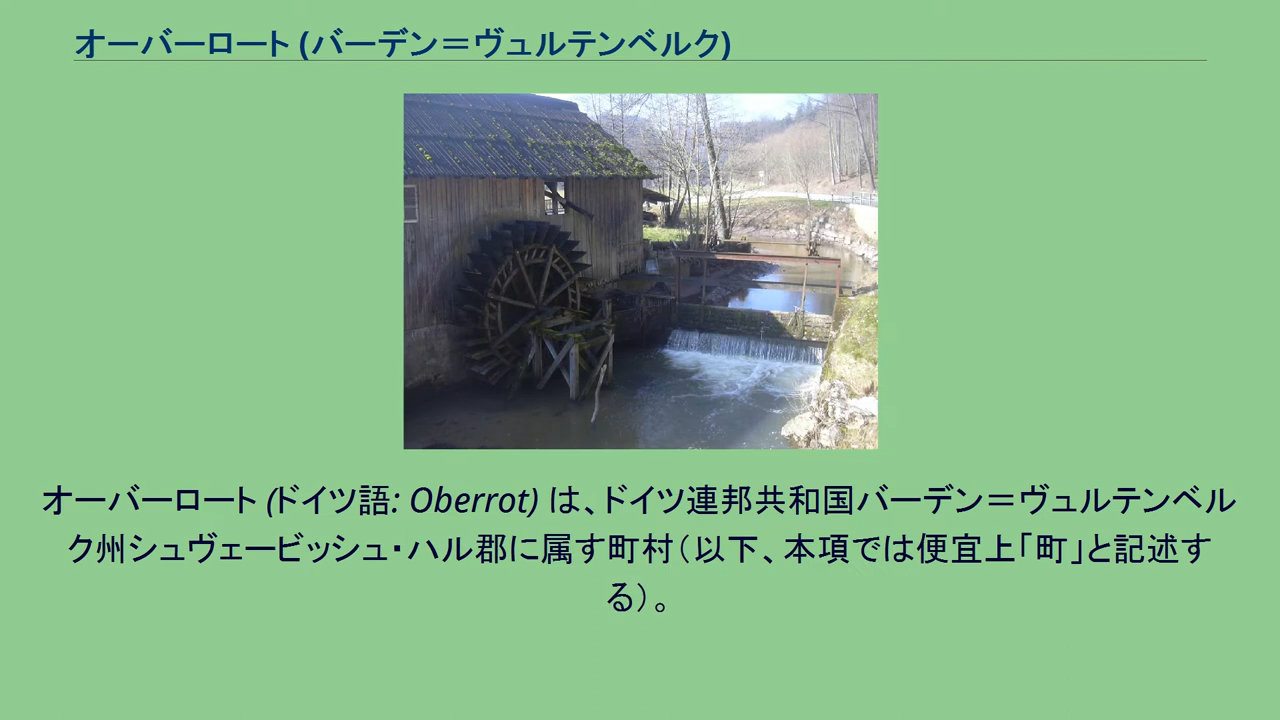 オーバーロート (バーデン＝ヴュルテンベルク)
オーバーロート (ドイツ語: Oberrot) は、ドイツ連邦共和国バーデン＝ヴュルテンベル
ク州シュヴェービッシュ・ハル郡に属す町村（以下、本項では便宜上「町」と記述す
る）。